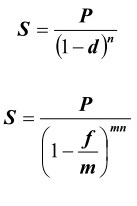 S = P / (1 − d)^n
S = P / (1 − f/m)^{mn}